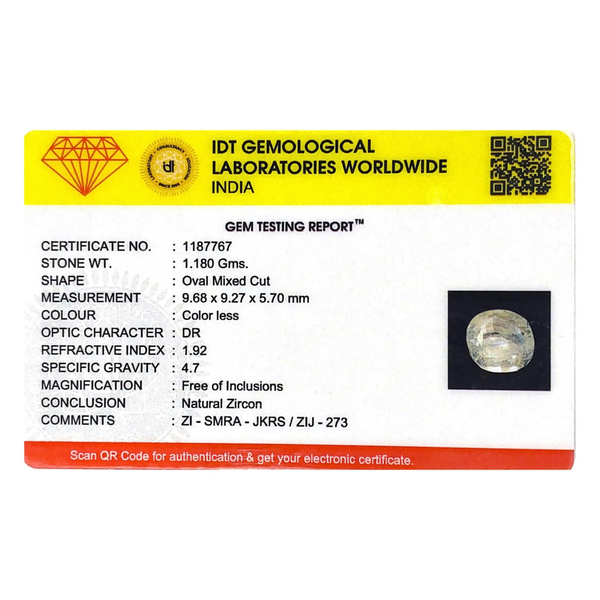 IDT GEMOLOGICAL
LABORATORIES WORLDWIDE
INDIA
idt
GEM TESTING REPORT™
CERTIFICATE NO. : 1187767
STONE WT. : 1.180 Gms.
SHAPE : Oval Mixed Cut
MEASUREMENT : 9.68 x 9.27 x 5.70 mm
COLOUR : Color less
OPTIC CHARACTER : DR
REFRACTIVE INDEX : 1.92
SPECIFIC GRAVITY : 4.7
MAGNIFICATION : Free of Inclusions
CONCLUSION : Natural Zircon
COMMENTS : ZI - SMRA - JKRS / ZIJ - 273
Scan QR Code for authentication & get your electronic certificate.